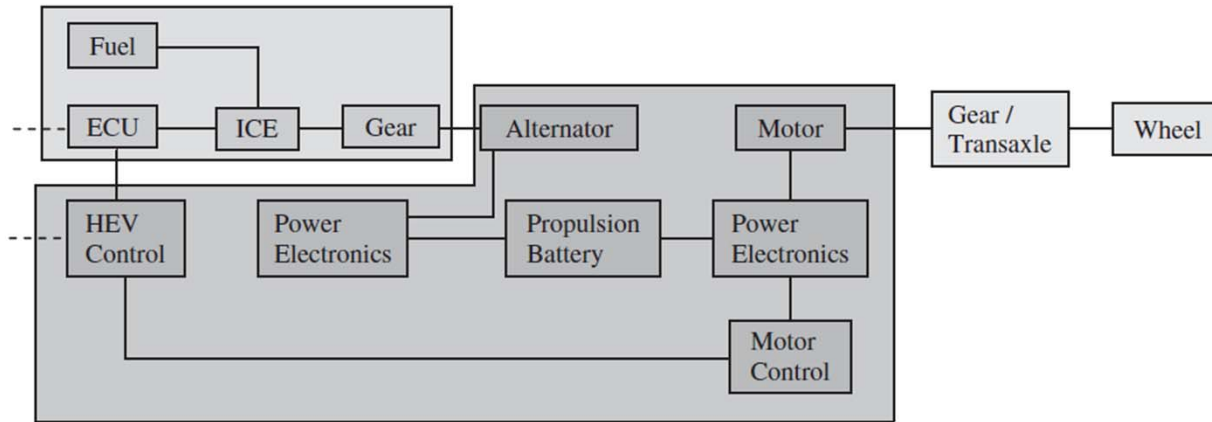 Fuel
ECU
ICE
Gear
Alternator
Motor
Gear /
Transaxle
Wheel
HEV
Control
Power
Electronics
Propulsion
Battery
Power
Electronics
Motor
Control